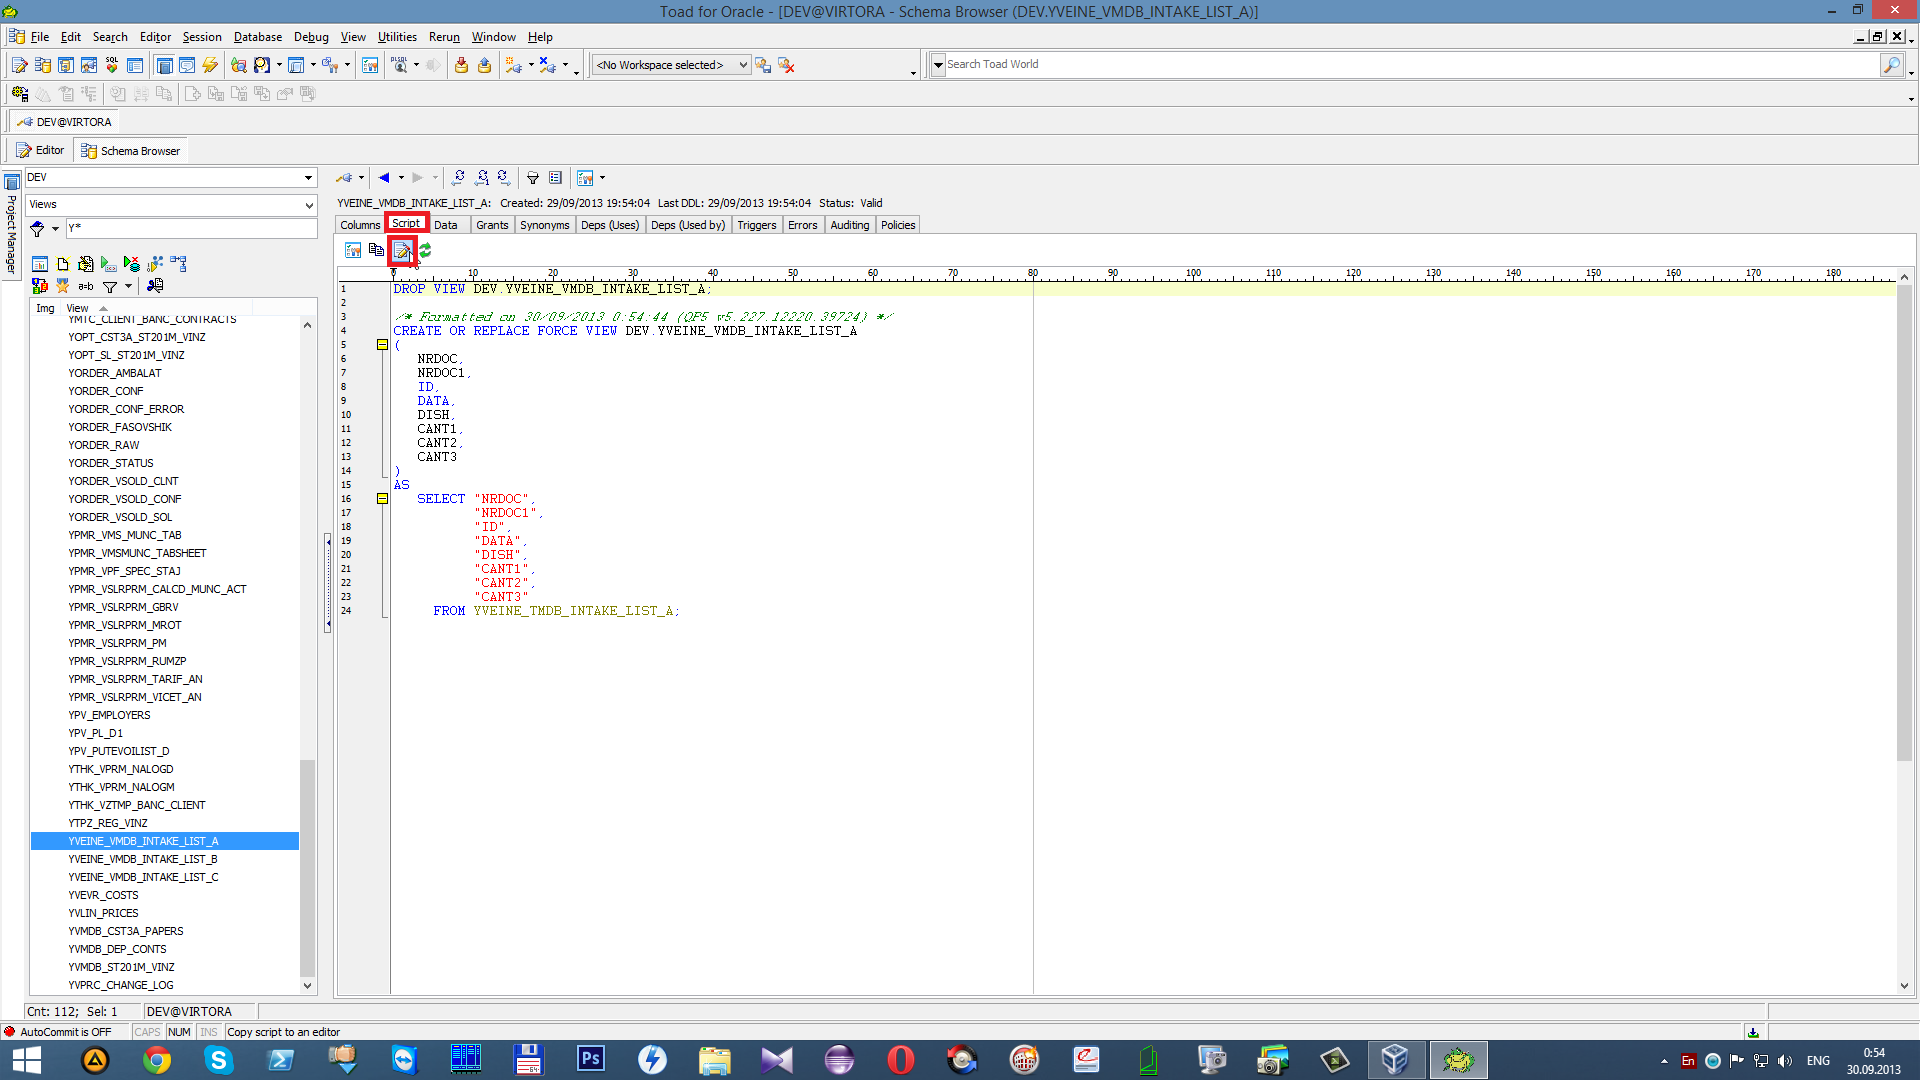 Toad for Oracle - [DEV@VIRTORA - Schema Browser (DEV.YVEINE_VMDB_INTAKE_LIST_A)]
File Edit Search Editor Session Database Debug View Utilities Rerun Window Help
SQL
<No Workspace selected>
Search Toad World
DEV@VIRTORA
Editor Schema Browser
Project Manager
DEV
Views
Y*
Img View
YMTC_CLIENT_BANC_CONTRACTS
YOPT_CST3A_ST201M_VINZ
YOPT_SL_ST201M_VINZ
YORDER_AMBALAT
YORDER_CONF
YORDER_CONF_ERROR
YORDER_FASOVSHIK
YORDER_RAW
YORDER_STATUS
YORDER_VSOLD_CLNT
YORDER_VSOLD_CONF
YORDER_VSOLD_SOL
YPMR_VMS_MUNC_TAB
YPMR_VMSMUNC_TABSHEET
YPMR_VPF_SPEC_STAJ
YPMR_VSLRPRM_CALCD_MUNC_ACT
YPMR_VSLRPRM_GBRV
YPMR_VSLRPRM_MROT
YPMR_VSLRPRM_PM
YPMR_VSLRPRM_RUMZP
YPMR_VSLRPRM_TARIF_AN
YPMR_VSLRPRM_VICET_AN
YPV_EMPLOYERS
YPV_PL_D1
YPV_PUTEVOILIST_D
YTHK_VPRM_NALOGD
YTHK_VPRM_NALOGM
YTHK_VZTMP_BANC_CLIENT
YTPZ_REG_VINZ
YVEINE_VMDB_INTAKE_LIST_A
YVEINE_VMDB_INTAKE_LIST_B
YVEINE_VMDB_INTAKE_LIST_C
YVEVR_COSTS
YVLIN_PRICES
YVMDB_CST3A_PAPERS
YVMDB_DEP_CONTS
YVMDB_ST201M_VINZ
YVPRC_CHANGE_LOG
YVEINE_VMDB_INTAKE_LIST_A: Created: 29/09/2013 19:54:04 Last DDL: 29/09/2013 19:54:04 Status: Valid
Columns Script Data Grants Synonyms Deps (Uses) Deps (Used by) Triggers Errors Auditing Policies
0 10 20 30 40 50 60 70 80 90 100 110 120 130 140 150 160 170 180
1 DROP VIEW DEV.YVEINE_VMDB_INTAKE_LIST_A;
2
3 /* Formatted on 30/09/2013 0:54:44 (QP5 v5.227.12220.39724) */
4 CREATE OR REPLACE FORCE VIEW DEV.YVEINE_VMDB_INTAKE_LIST_A
5 (
6 NRDOC,
7 NRDOC1,
8 ID,
9 DATA,
10 DISH,
11 CANT1,
12 CANT2,
13 CANT3
14 )
15 AS
16 SELECT "NRDOC",
17 "NRDOC1",
18 "ID",
19 "DATA",
20 "DISH",
21 "CANT1",
22 "CANT2",
23 "CANT3"
24 FROM YVEINE_TMDB_INTAKE_LIST_A;
Cnt: 112; Sel: 1 DEV@VIRTORA
AutoCommit is OFF CAPS NUM INS Copy script to an editor
64
Ps
En
ENG
0:54
30.09.2013